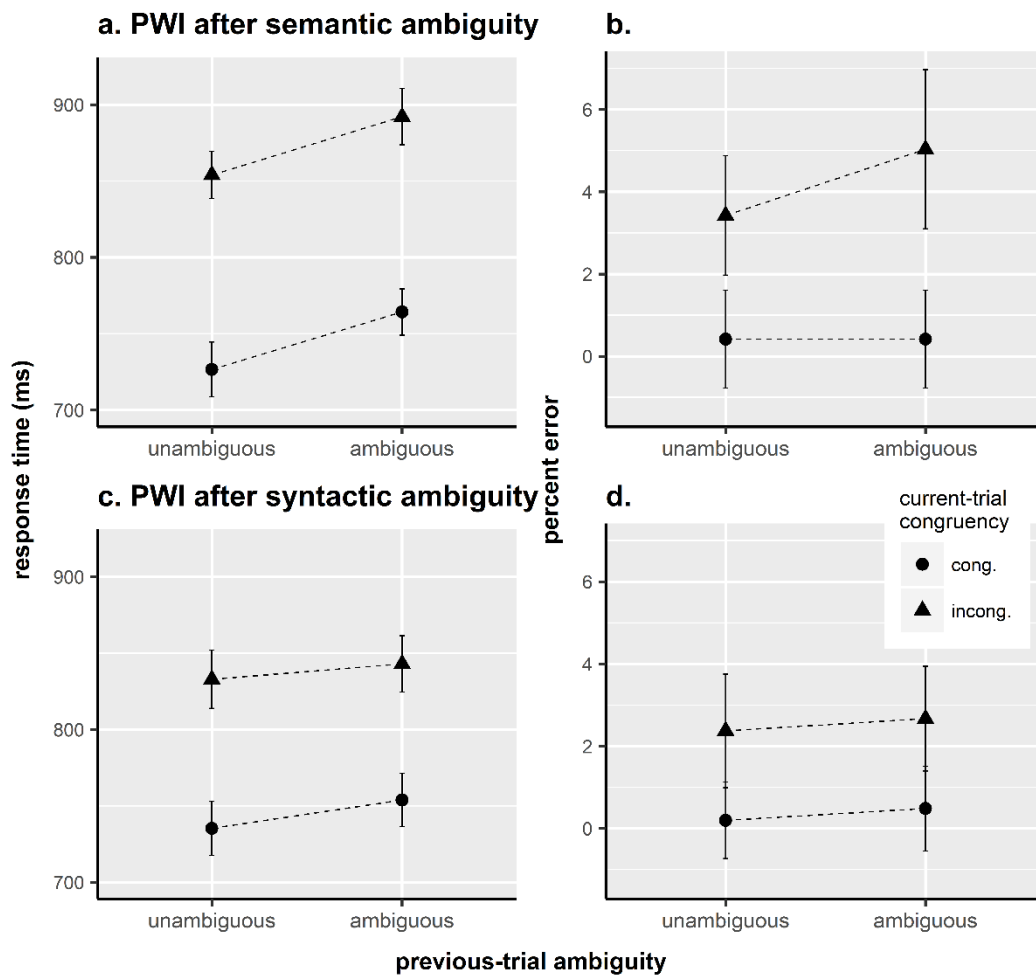 a. PWI after semantic ambiguity
b.
900
800
700
unambiguous
ambiguous
6
4
2
0
unambiguous
ambiguous
response time (ms)
percent error
c. PWI after syntactic ambiguity
d.
900
800
700
unambiguous
ambiguous
6
4
2
0
unambiguous
ambiguous
current-trial
congruency
cong.
incong.
previous-trial ambiguity